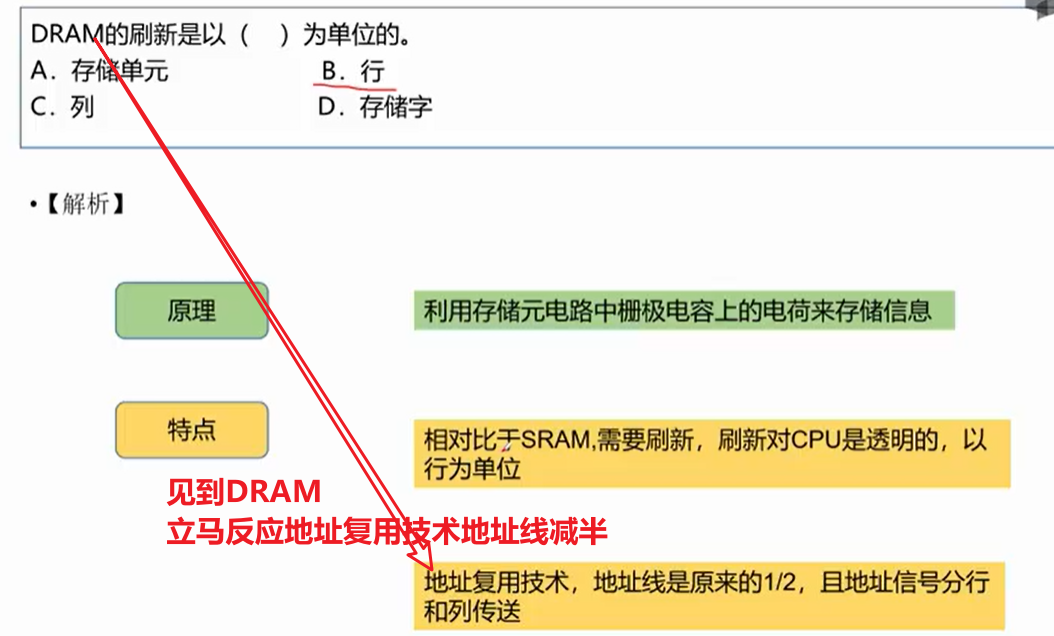 DRAM的刷新是以（　）为单位的。
A．存储单元　B．行
C．列　D．存储字
•【解析】
原理
利用存储元电路中栅极电容上的电荷来存储信息
特点
相对比于SRAM,需要刷新，刷新对CPU是透明的，以
行为单位
见到DRAM
立马反应地址复用技术地址线减半
地址复用技术，地址线是原来的1/2，且地址信号分行
和列传送